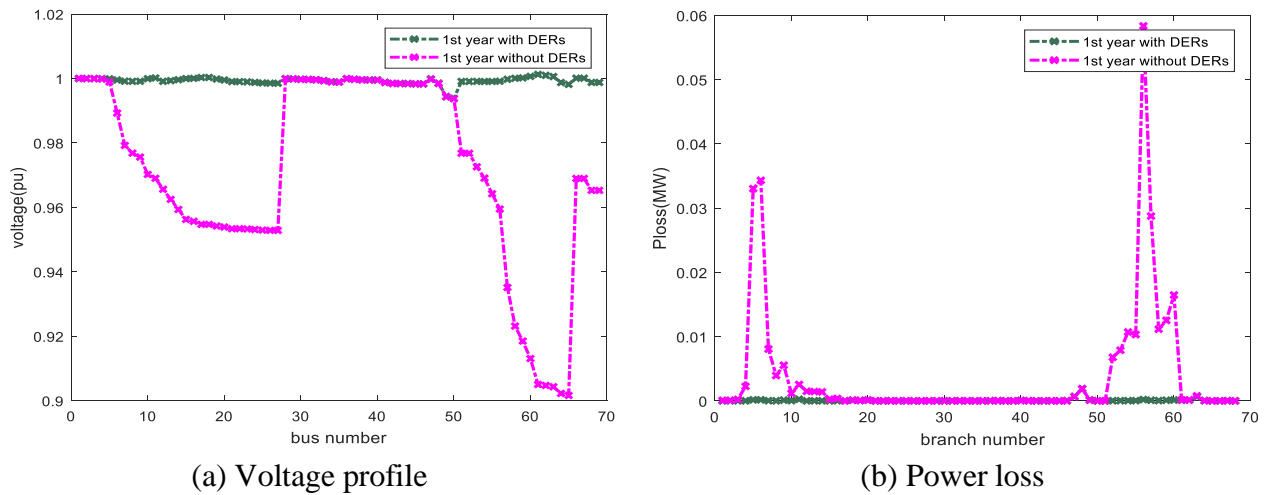 1.02
1
0.98
0.96
0.94
0.92
0.9
voltage(pu)
0 10 20 30 40 50 60 70
bus number
1st year with DERs
1st year without DERs
(a) Voltage profile
0.06
0.05
0.04
0.03
0.02
0.01
0
Ploss(MW)
0 10 20 30 40 50 60 70
branch number
1st year with DERs
1st year without DERs
(b) Power loss